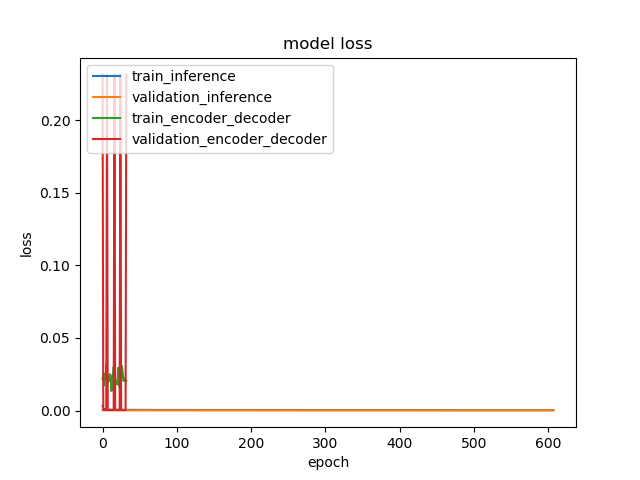 model loss
train_inference
validation_inference
train_encoder_decoder
validation_encoder_decoder
0.20
0.15
0.10
0.05
0.00
loss
0 100 200 300 400 500 600
epoch